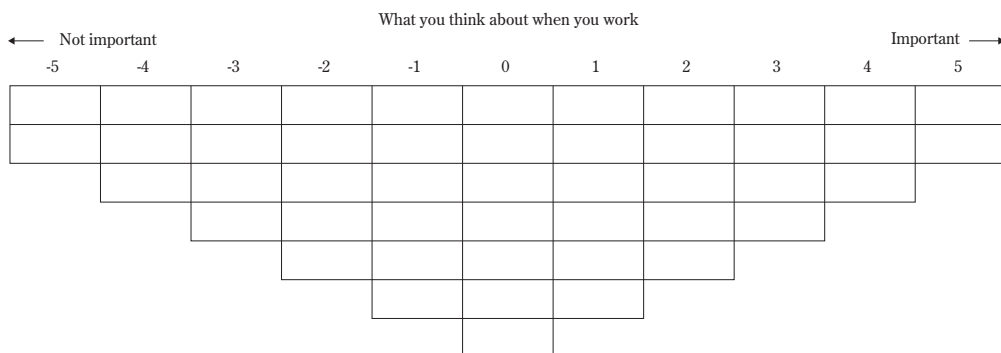 What you think about when you work
Not important Important
-5 -4 -3 -2 -1 0 1 2 3 4 5